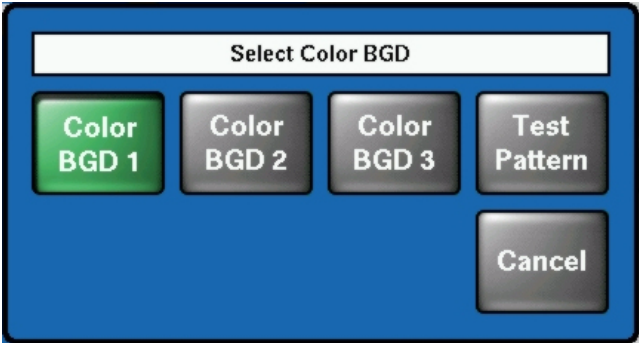 Select Color BGD
Color
BGD 1
Color
BGD 2
Color
BGD 3
Test
Pattern
Cancel